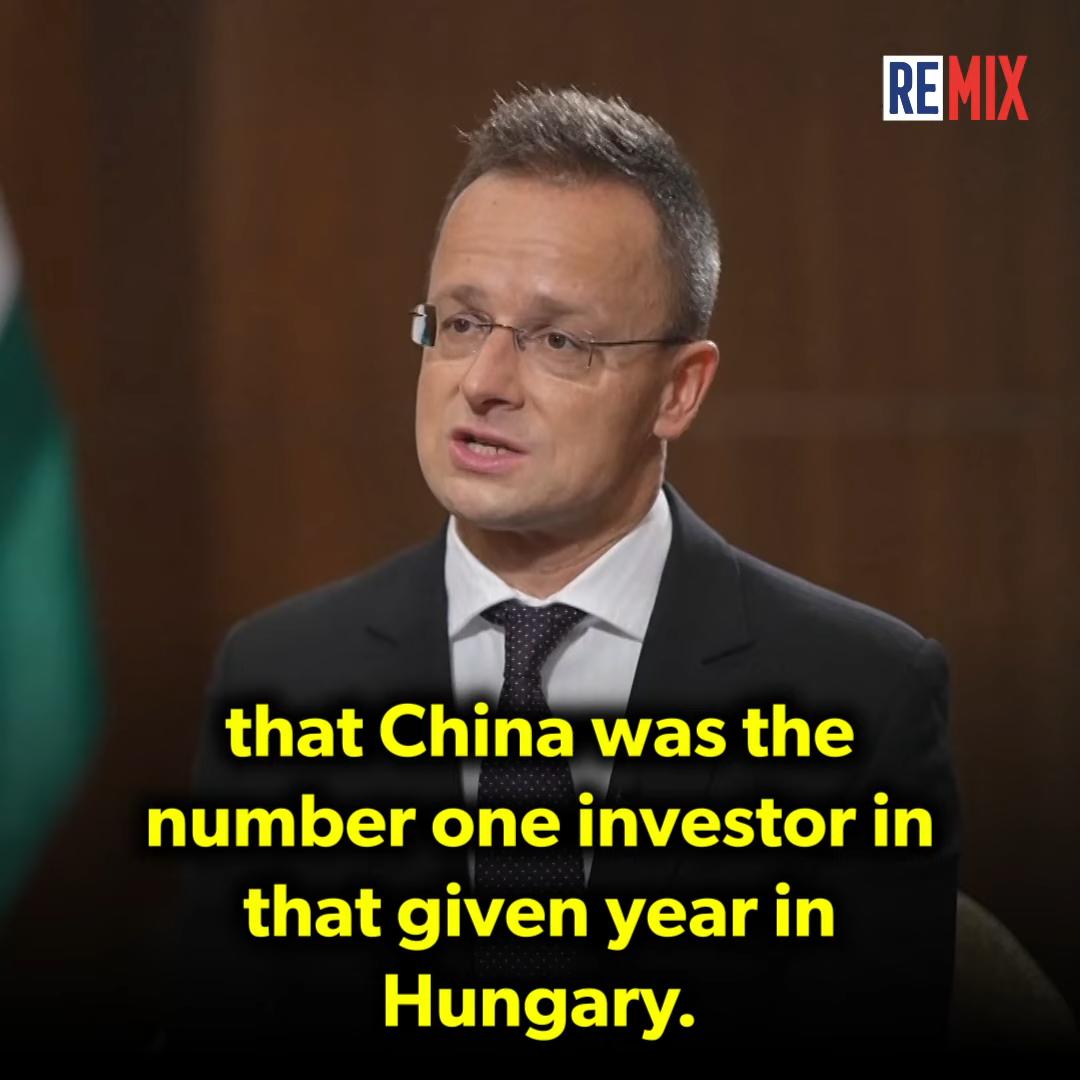 REMIX
that China was the
number one investor in
that given year in
Hungary.